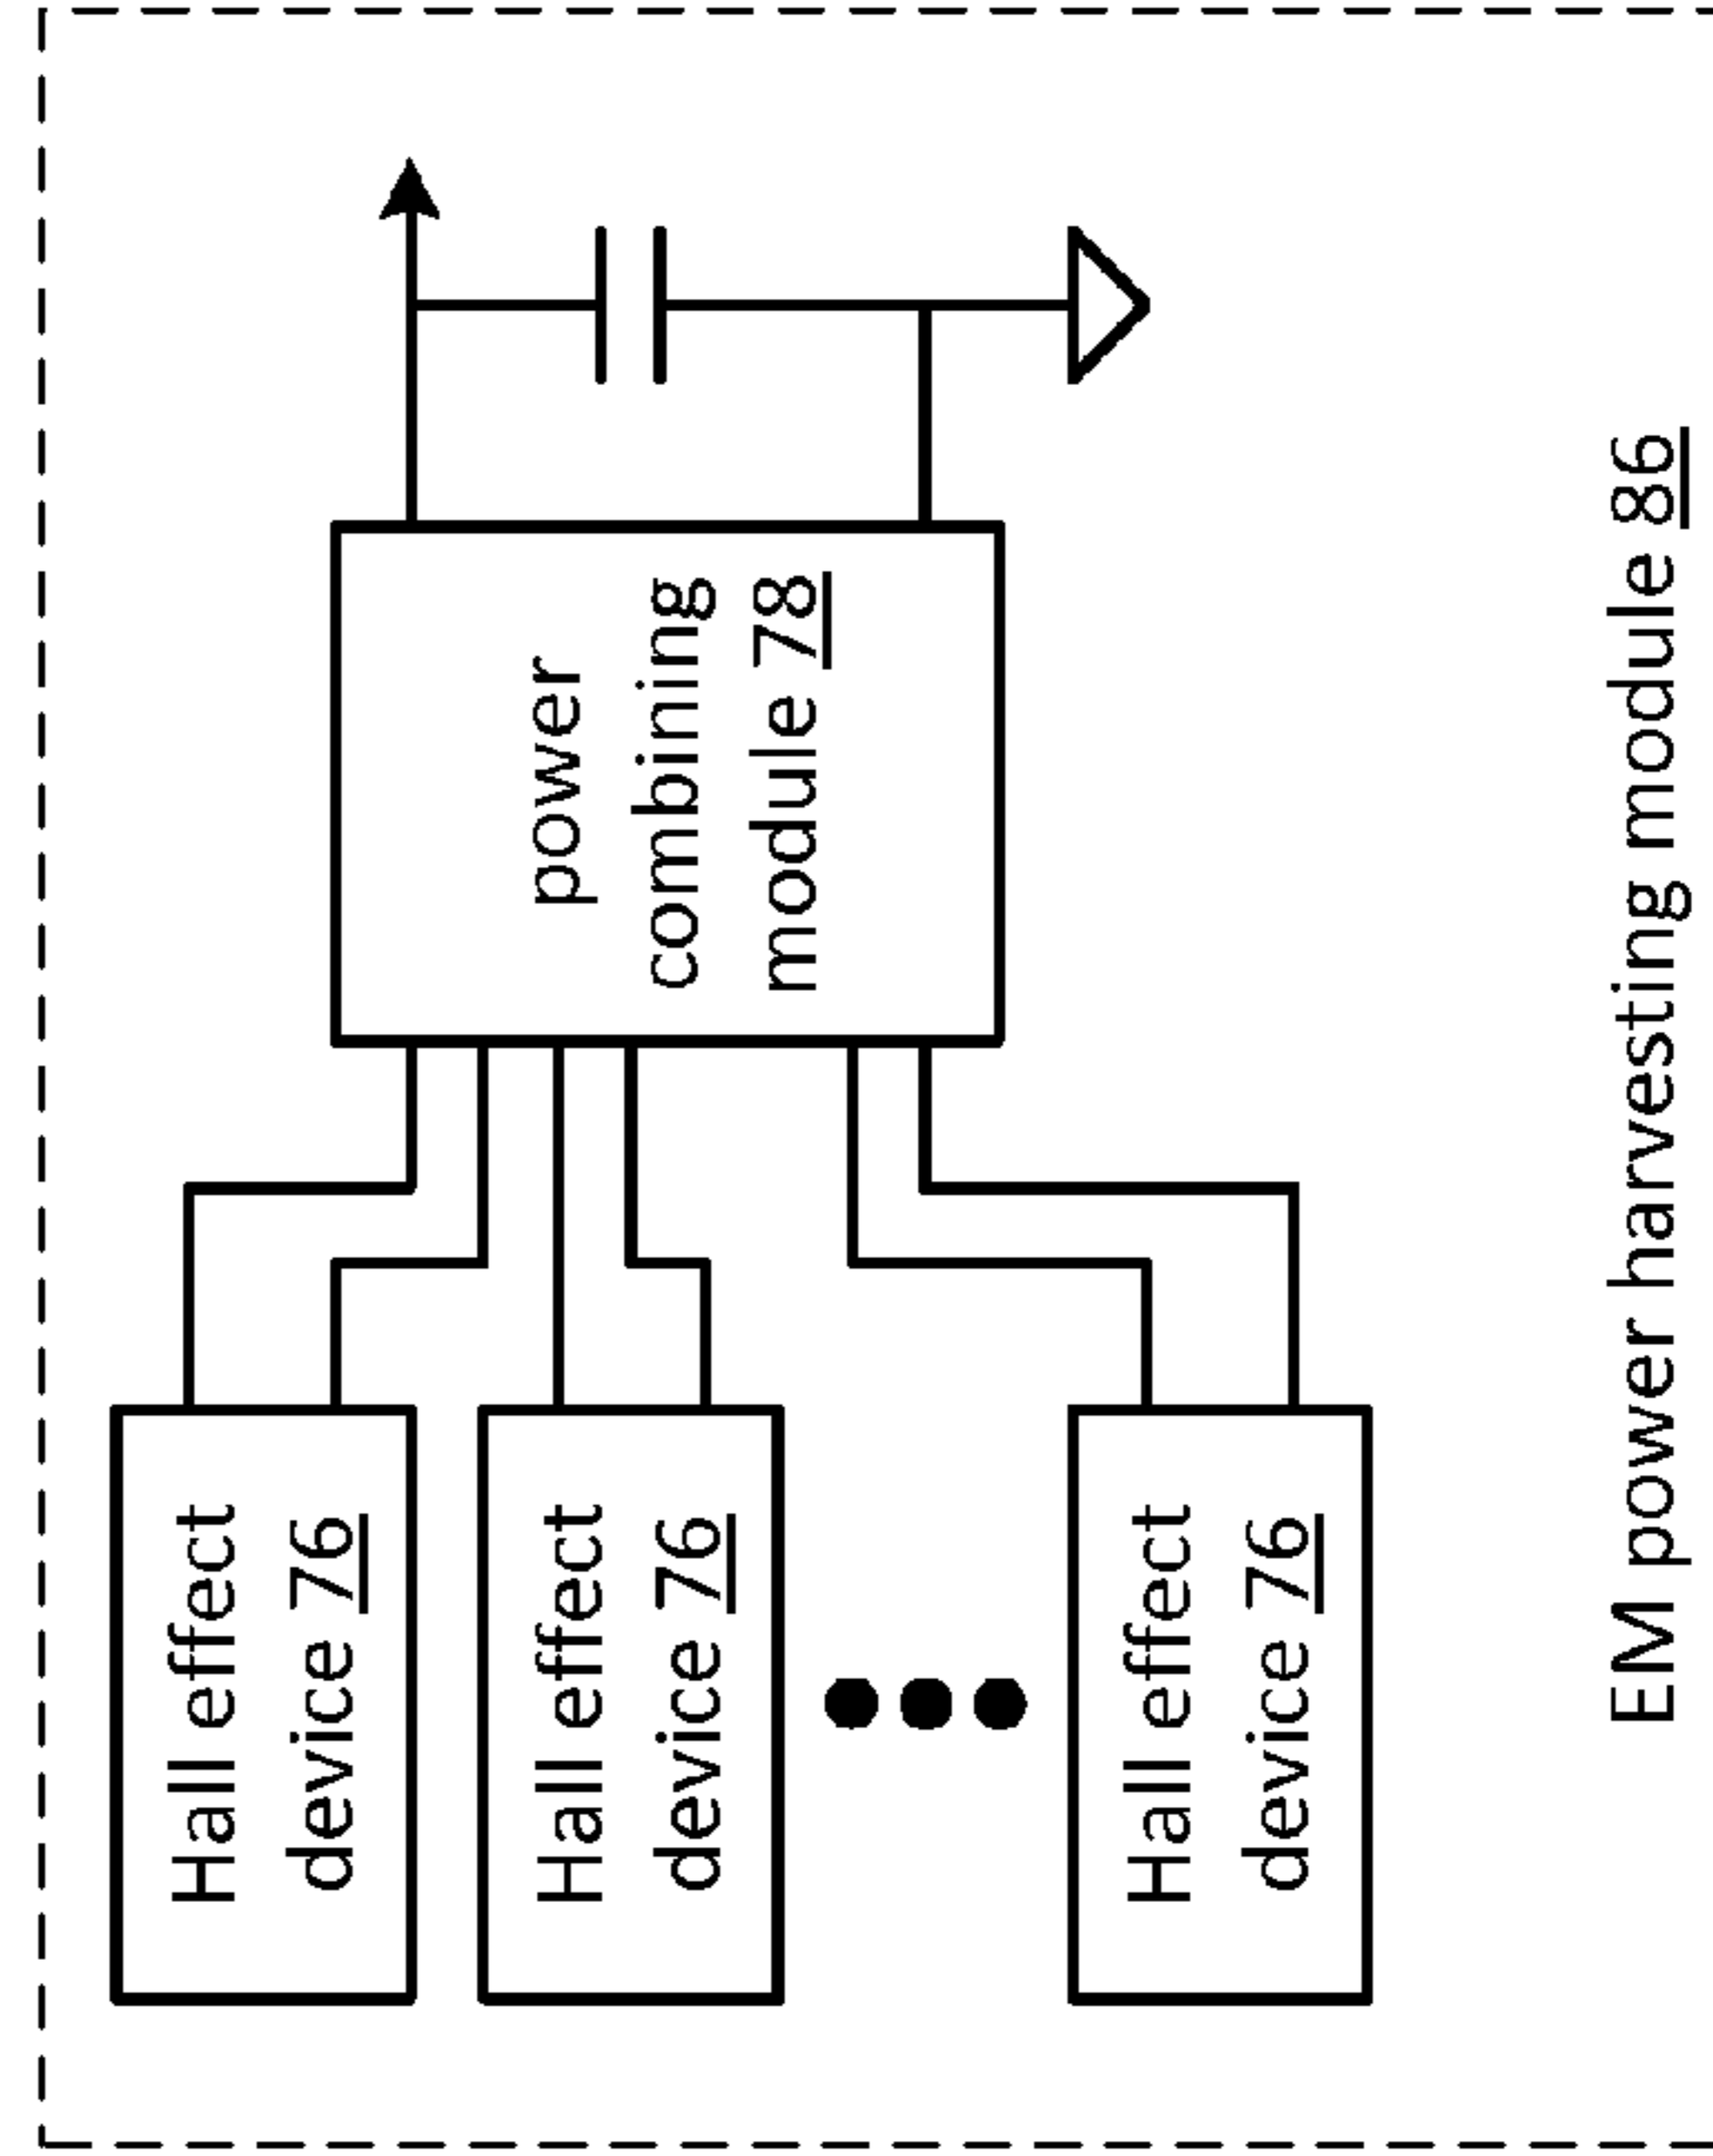 Hall effect
device 76
Hall effect
device 76
Hall effect
device 76
power
combining
module 78
EM power harvesting module 86